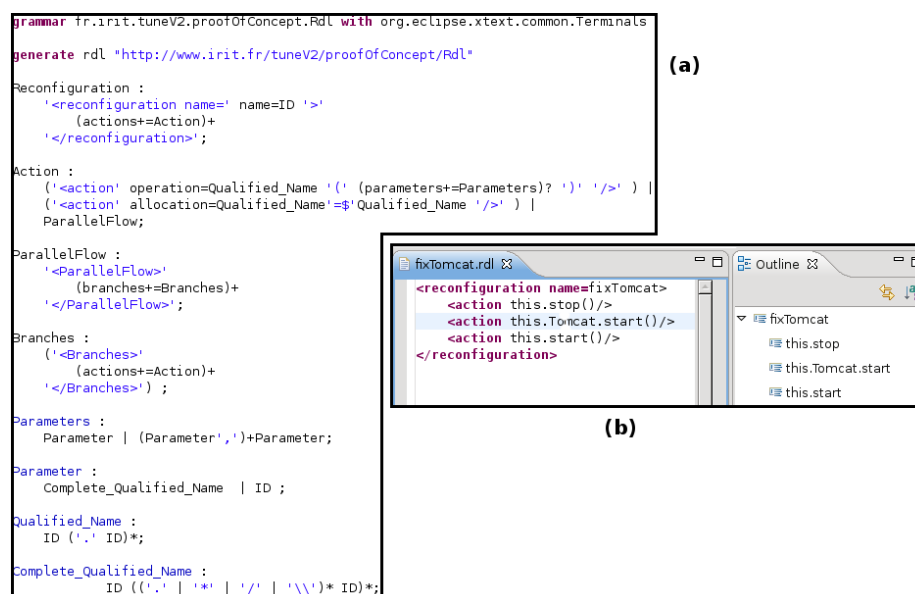 grammar fr.irit.tuneV2.proofOfConcept.Rdl with org.eclipse.xtext.common.Terminals
generate rdl "http://www.irit.fr/tuneV2/proofOfConcept/Rdl"
(a)
Reconfiguration :
'<reconfiguration name=' name=ID '>'
(actions+=Action)+
'</reconfiguration>';
Action :
('<action' operation=Qualified_Name '(' (parameters+=Parameters)? ')' '/>' ) |
('<action' allocation=Qualified_Name'=$'Qualified_Name '/>' ) |
ParallelFlow;
ParallelFlow :
'<ParallelFlow>'
(branches+=Branches)+
'</ParallelFlow>';
Branches :
('<Branches>'
(actions+=Action)+
'</Branches>') ;
Parameters :
Parameter | (Parameter',')+Parameter;
Parameter :
Complete_Qualified_Name | ID ;
Qualified_Name :
ID ('.' ID)*;
Complete_Qualified_Name :
ID (('.' | '*' | '/' | '\\')* ID)*;
fixTomcat.rdl
<reconfiguration name=fixTomcat>
<action this.stop()/>
<action this.Tomcat.start()/>
<action this.start()/>
</reconfiguration>
Outline
fixTomcat
this.stop
this.Tomcat.start
this.start
(b)